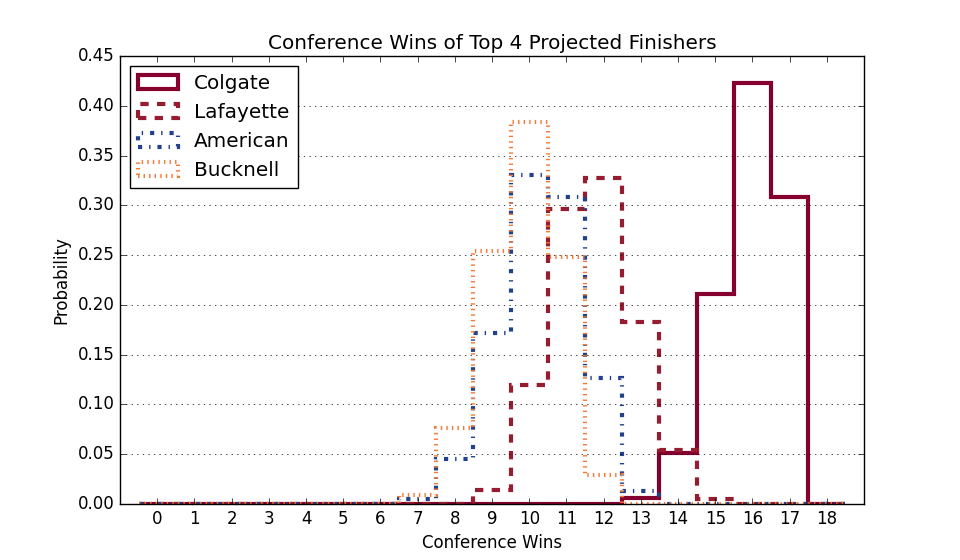 Conference Wins of Top 4 Projected Finishers
Colgate
Lafayette
American
Bucknell
Probability
0.45
0.40
0.35
0.30
0.25
0.20
0.15
0.10
0.05
0.00
0 1 2 3 4 5 6 7 8 9 10 11 12 13 14 15 16 17 18
Conference Wins